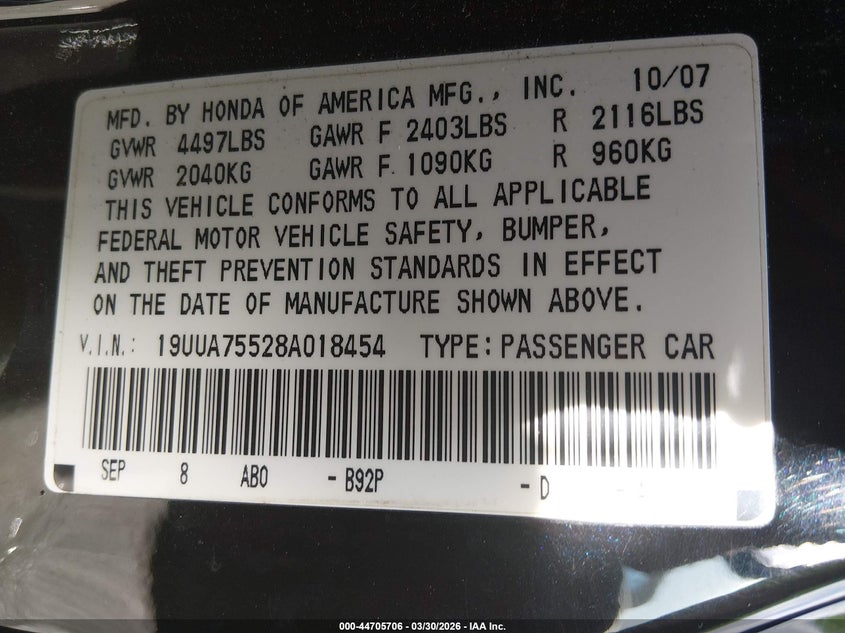 MFD. BY HONDA OF AMERICA MFG., INC. 10/07
GVWR 4497LBS GAWR F 2403LBS R 2116LBS
GVWR 2040KG GAWR F. 1090KG R 960KG
THIS VEHICLE CONFORMS TO ALL APPLICABLE
FEDERAL MOTOR VEHICLE SAFETY, BUMPER,
AND THEFT PREVENTION STANDARDS IN EFFECT
ON THE DATE OF MANUFACTURE SHOWN ABOVE.
V.I.N.: 19UUA75528A018454 TYPE: PASSENGER CAR
SEP 8 AB0 - B92P - D -
000-44705706 - 03/30/2026 - IAA Inc.